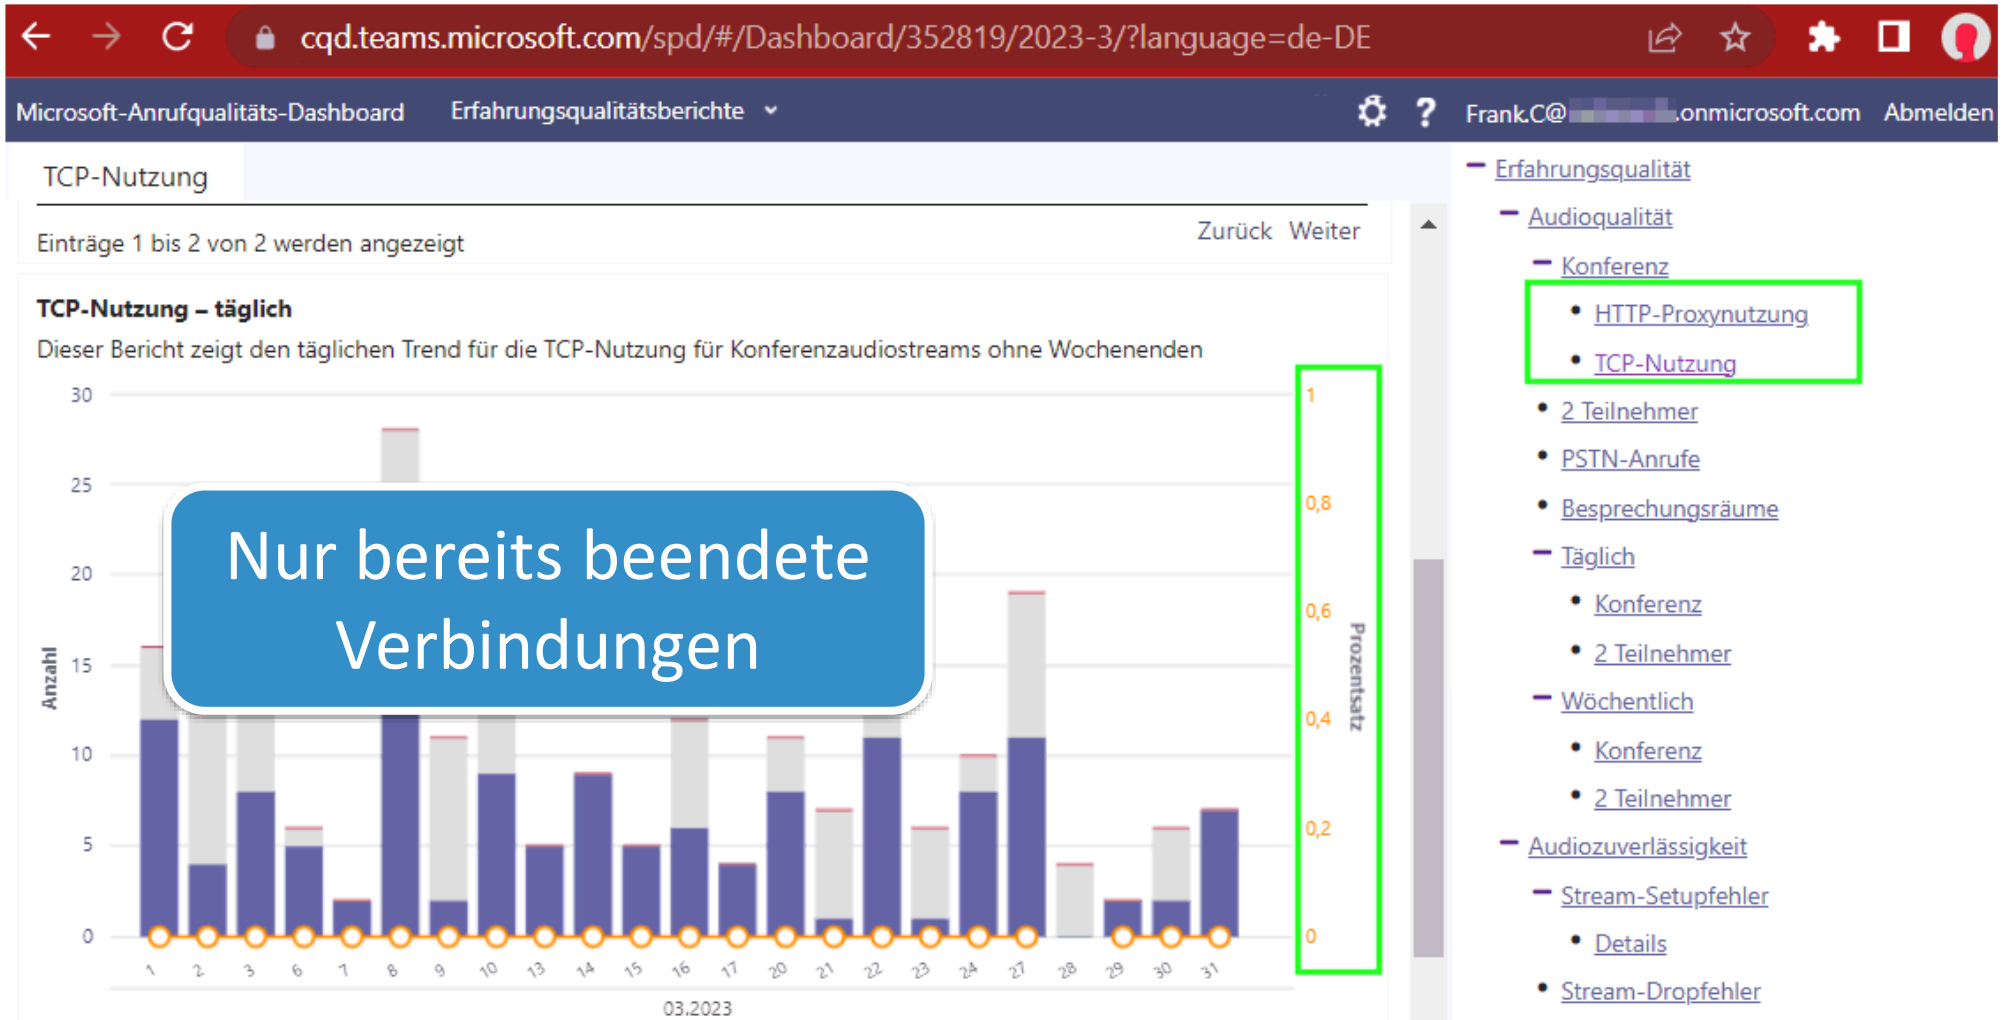 cqd.teams.microsoft.com/spd/#/Dashboard/352819/2023-3/?language=de-DE
Microsoft-Anrufqualitäts-Dashboard Erfahrungsqualitätsberichte ? Frank.C@ .onmicrosoft.com Abmelden
TCP-Nutzung
Einträge 1 bis 2 von 2 werden angezeigt
Zurück Weiter
TCP-Nutzung – täglich
Dieser Bericht zeigt den täglichen Trend für die TCP-Nutzung für Konferenzaudiostreams ohne Wochenenden
30
25
20
15
10
5
0
Anzahl
Nur bereits beendete
Verbindungen
1
0,8
0,6
0,4
0,2
0
Prozentsatz
1 2 3 6 7 8 9 10 13 14 15 16 17 20 21 22 23 24 27 28 29 30 31
03.2023
Erfahrungsqualität
Audioqualität
Konferenz
HTTP-Proxynutzung
TCP-Nutzung
2 Teilnehmer
PSTN-Anrufe
Besprechungsräume
Täglich
Konferenz
2 Teilnehmer
Wöchentlich
Konferenz
2 Teilnehmer
Audiozuverlässigkeit
Stream-Setupfehler
Details
Stream-Dropfehler